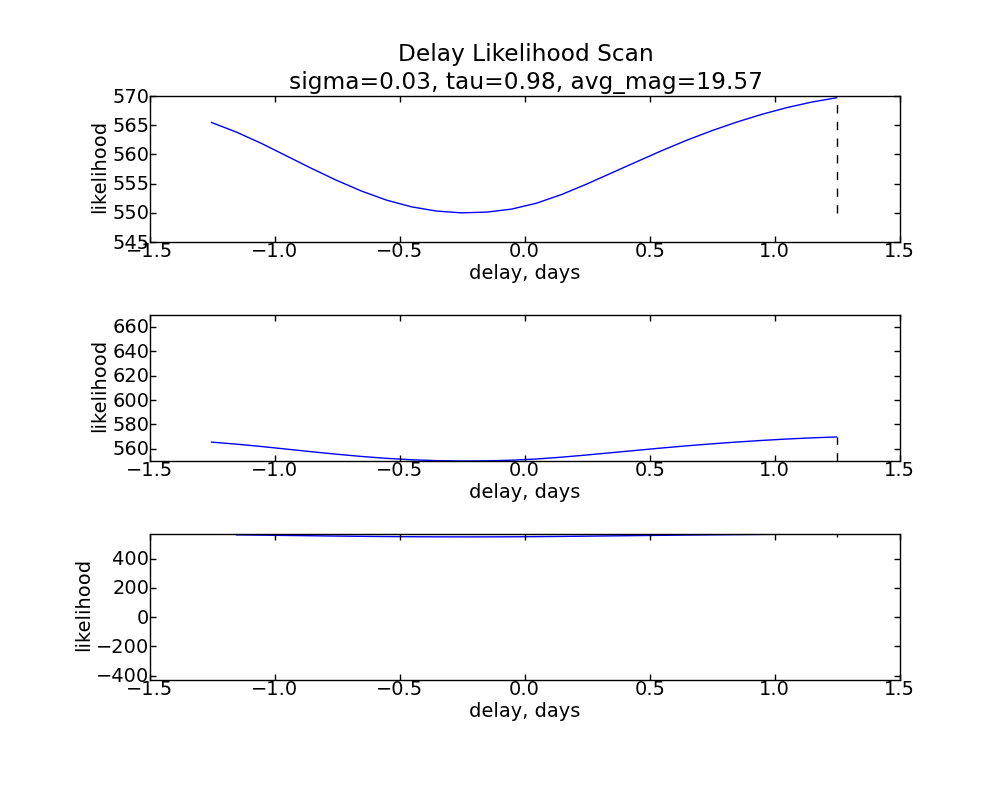 Delay Likelihood Scan
sigma=0.03, tau=0.98, avg_mag=19.57
570
565
560
555
550
545
likelihood
−1.5 −1.0 −0.5 0.0 0.5 1.0 1.5
delay, days
660
640
620
600
580
560
likelihood
−1.5 −1.0 −0.5 0.0 0.5 1.0 1.5
delay, days
400
200
0
−200
−400
likelihood
−1.5 −1.0 −0.5 0.0 0.5 1.0 1.5
delay, days